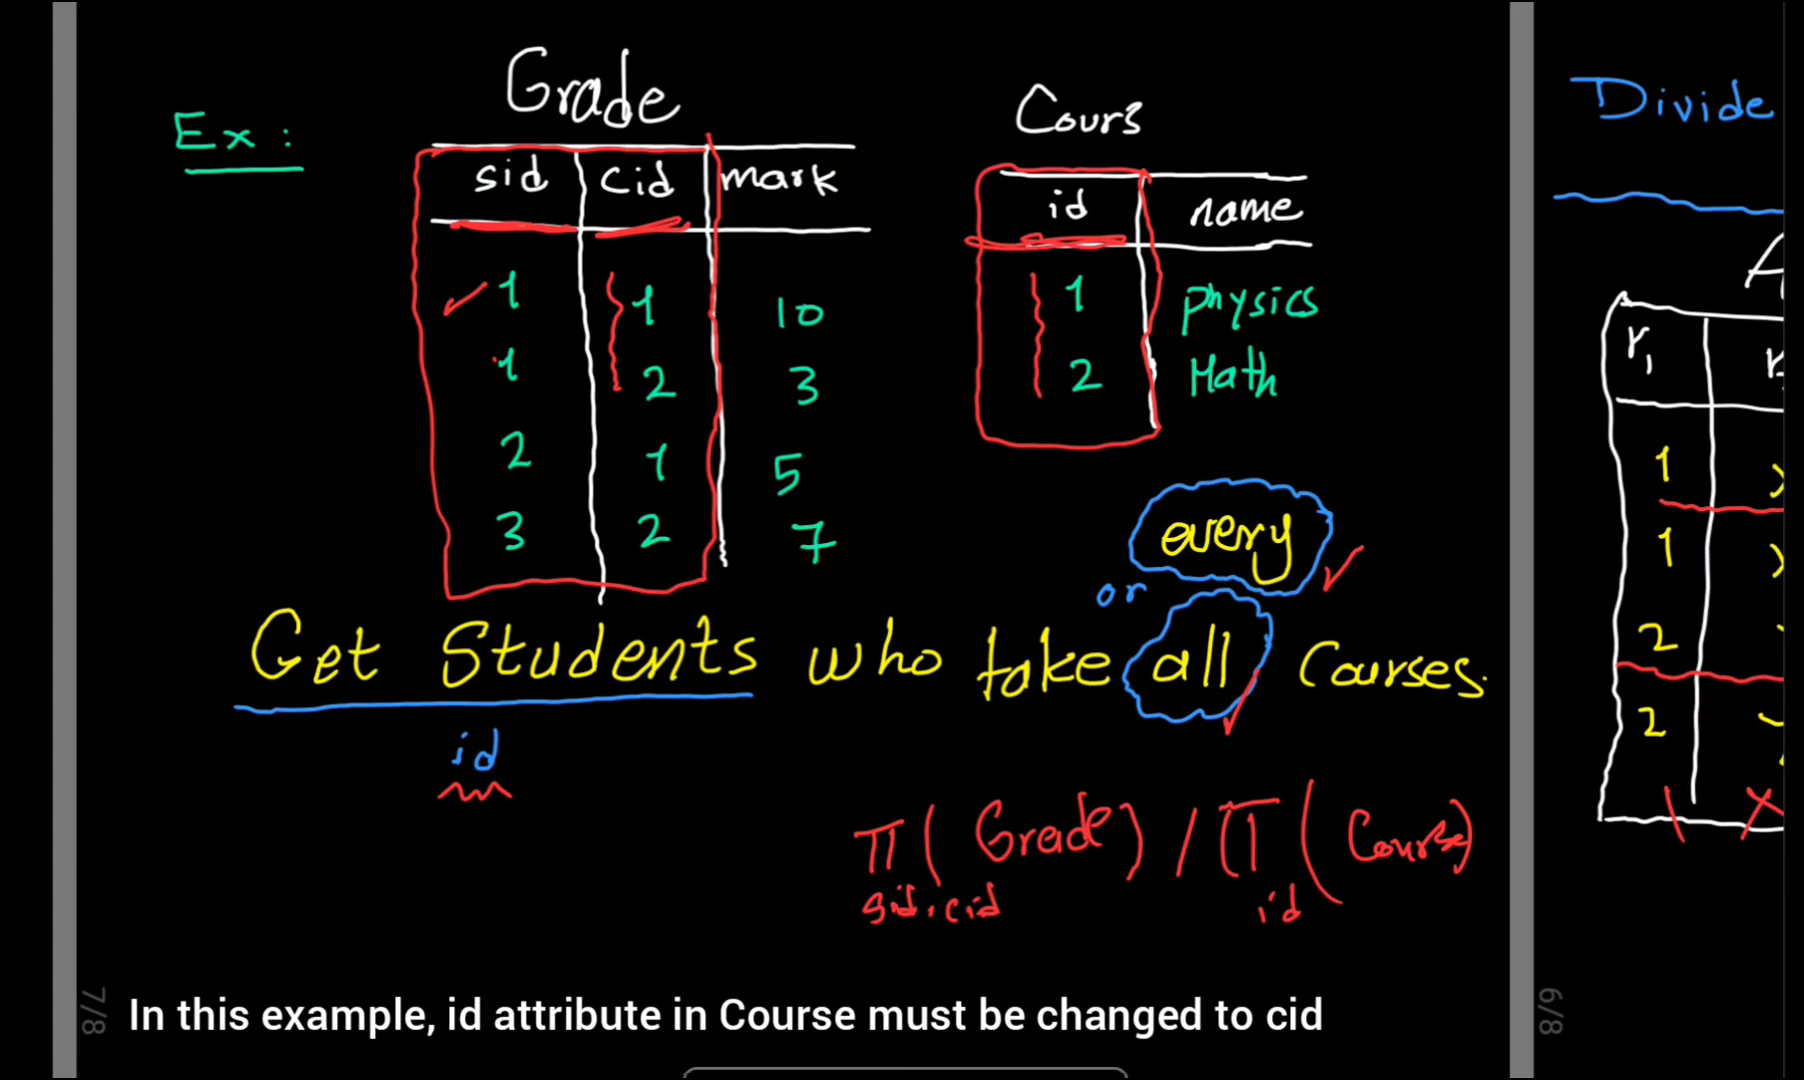 Ex:
Grade
sid cid mark
1 1 10
1 2 3
2 1 5
3 2 7
Cours
id name
1 physics
2 Math
every
or
Get Students who take all Courses.
id
π sid,cid (Grade) / π id (Course)
7/8
In this example, id attribute in Course must be changed to cid
Divide
r1
1
1
2
2
6/8